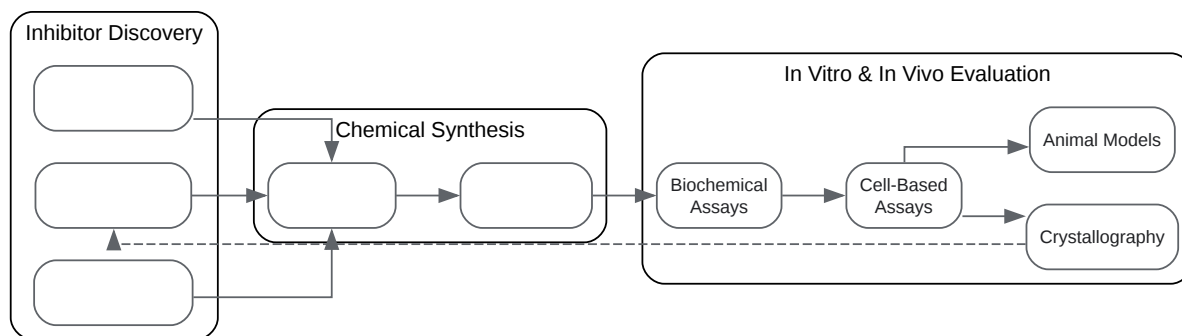 Inhibitor Discovery
Chemical Synthesis
In Vitro & In Vivo Evaluation
Biochemical
Assays
Cell-Based
Assays
Animal Models
Crystallography